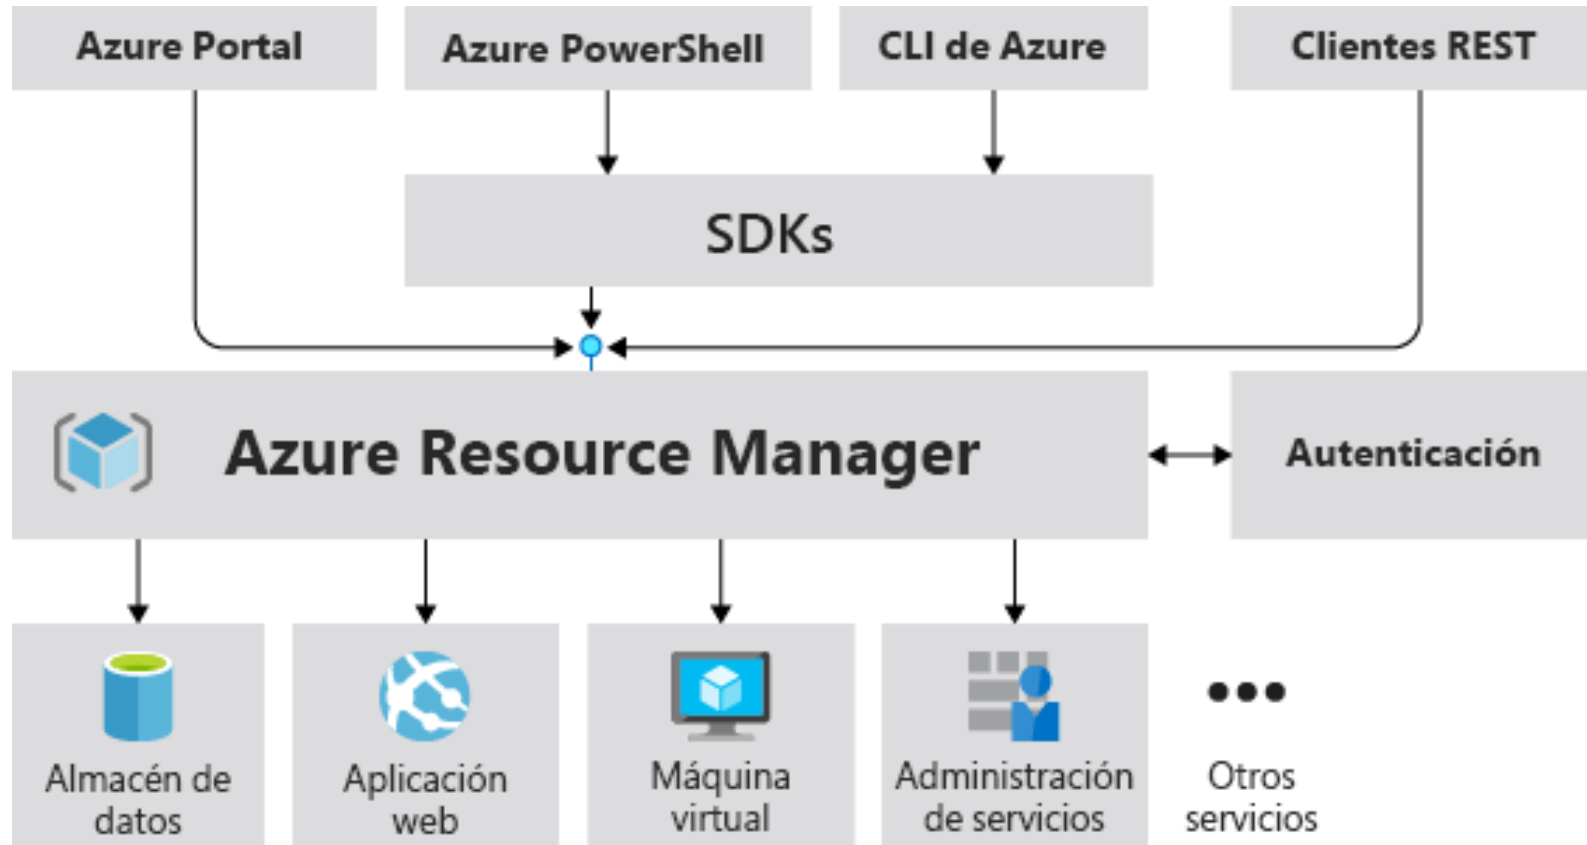 Azure Portal
Azure PowerShell
CLI de Azure
Clientes REST
SDKs
Azure Resource Manager
Autenticación
Almacén de
datos
Aplicación
web
Máquina
virtual
Administración
de servicios
Otros
servicios